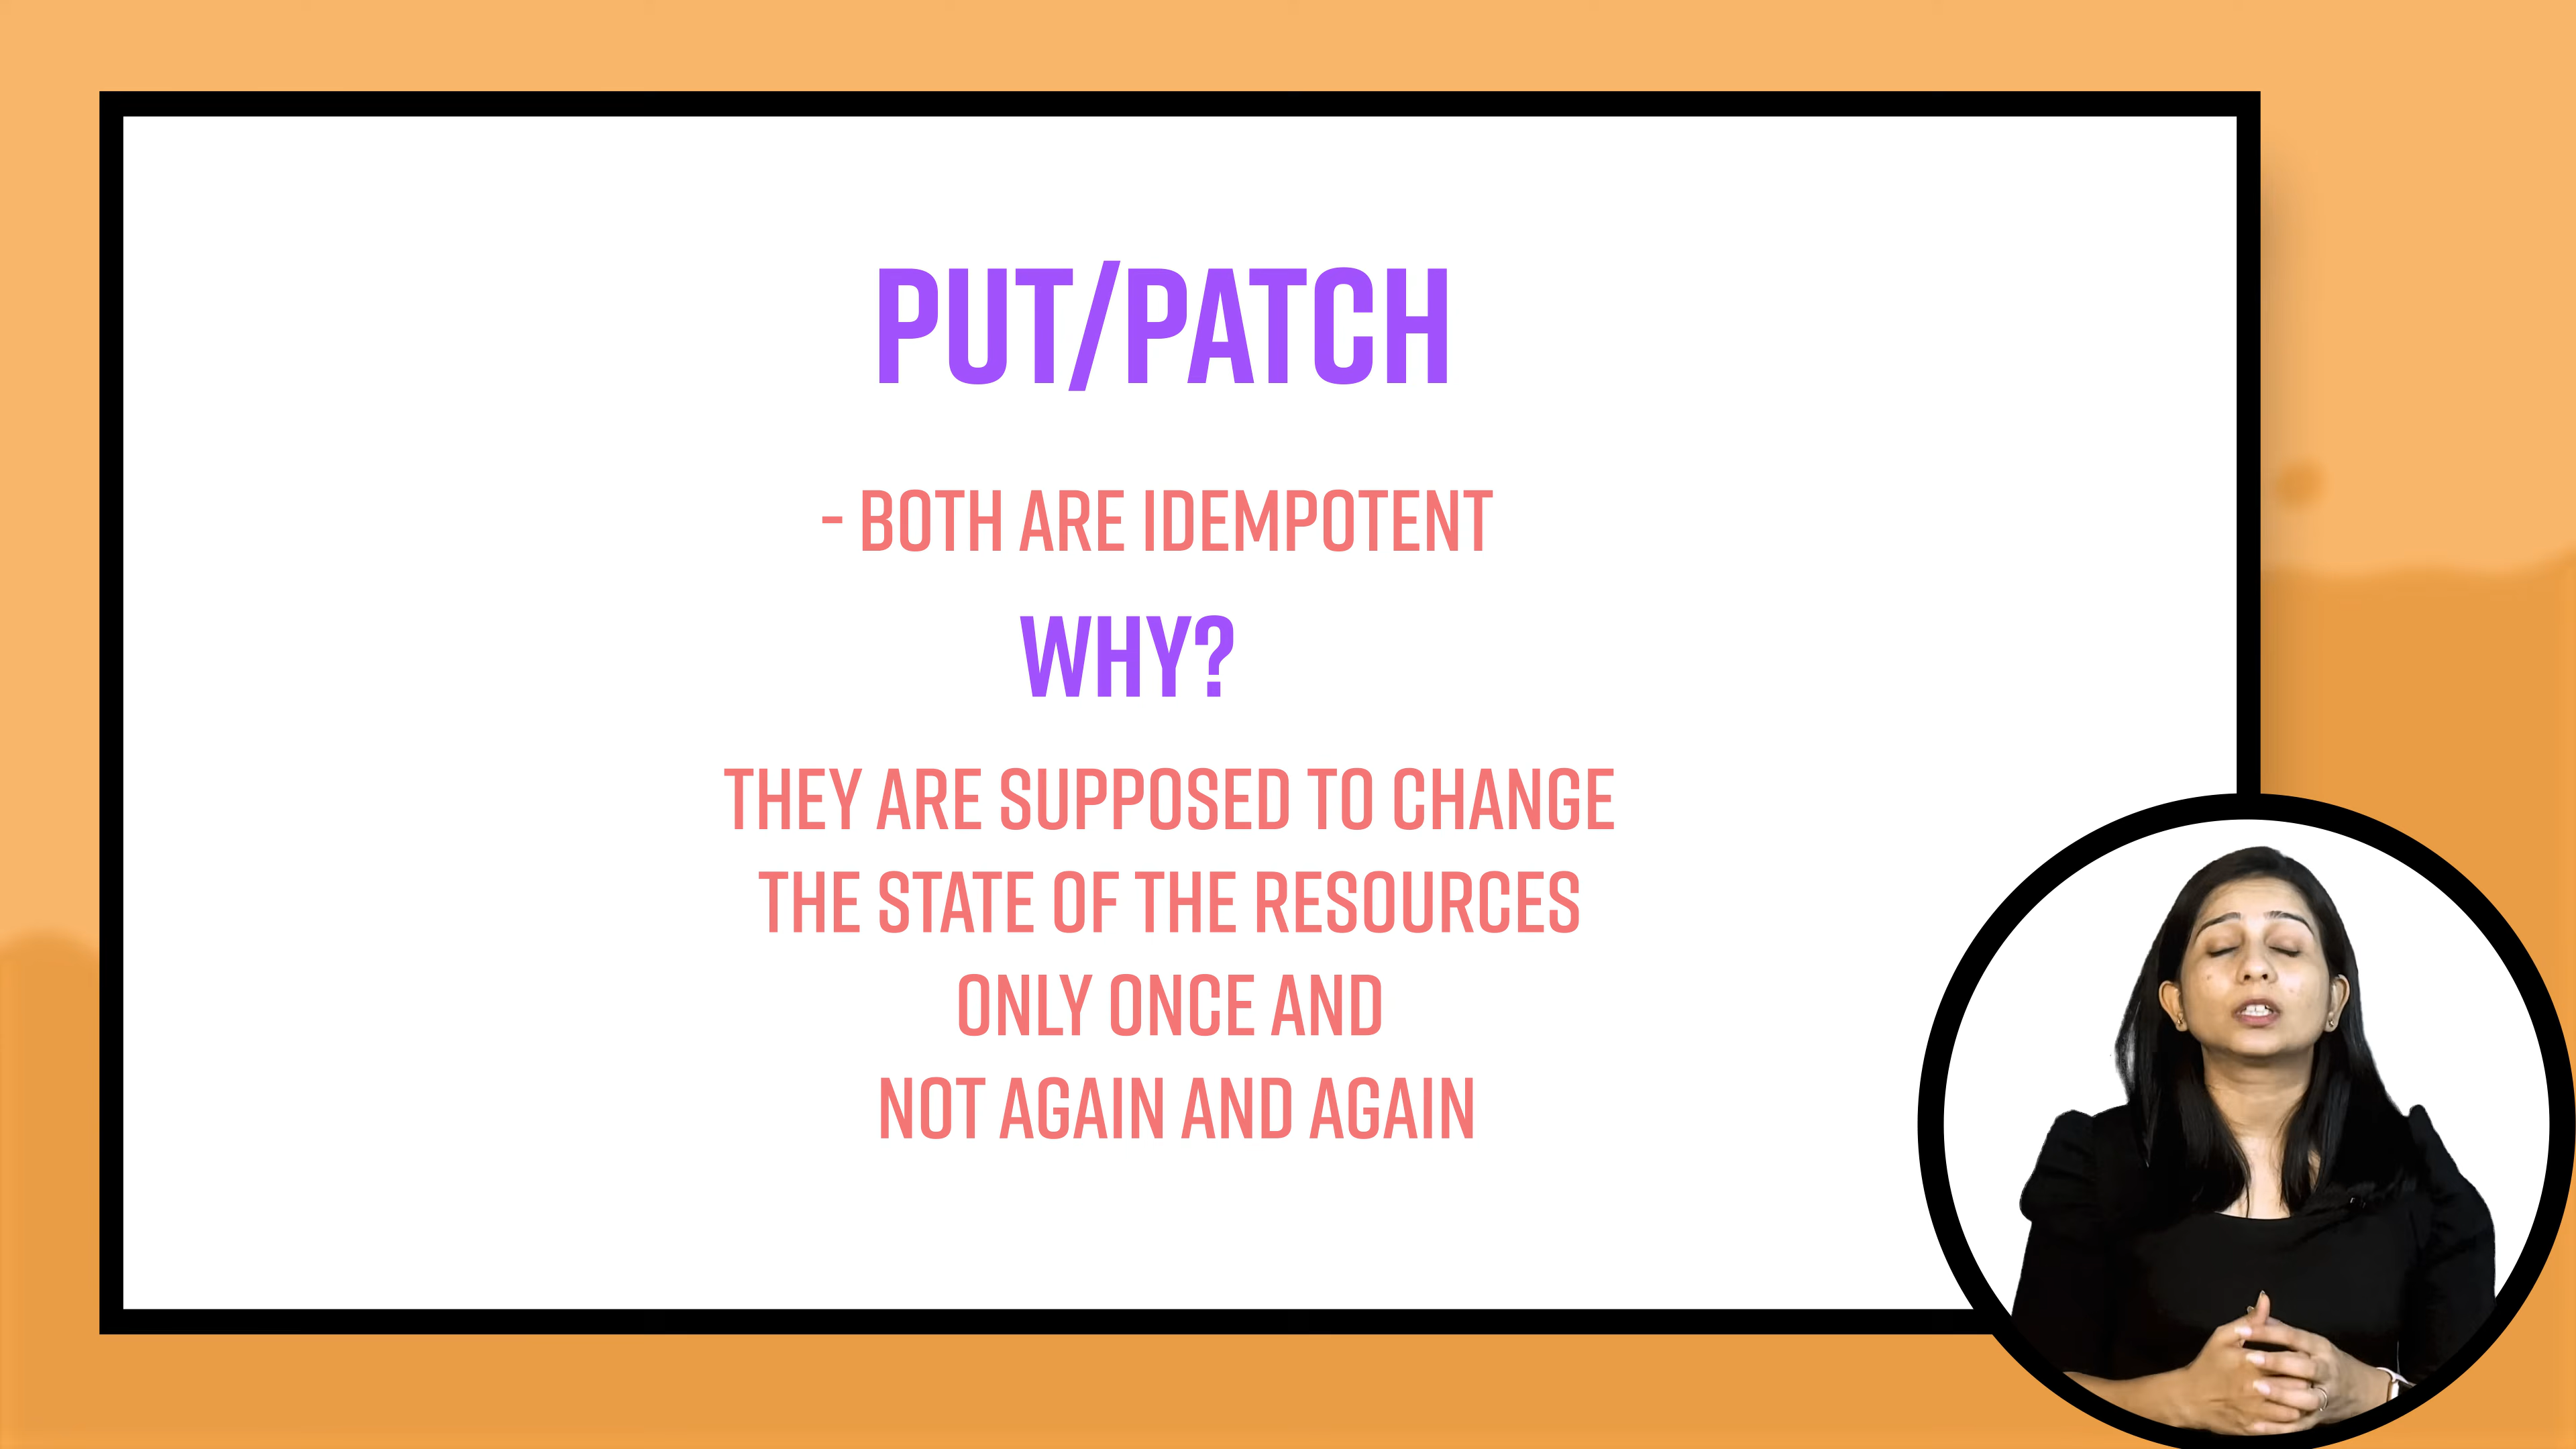 PUT/PATCH
- BOTH ARE IDEMPOTENT
WHY?
THEY ARE SUPPOSED TO CHANGE
THE STATE OF THE RESOURCES
ONLY ONCE AND
NOT AGAIN AND AGAIN